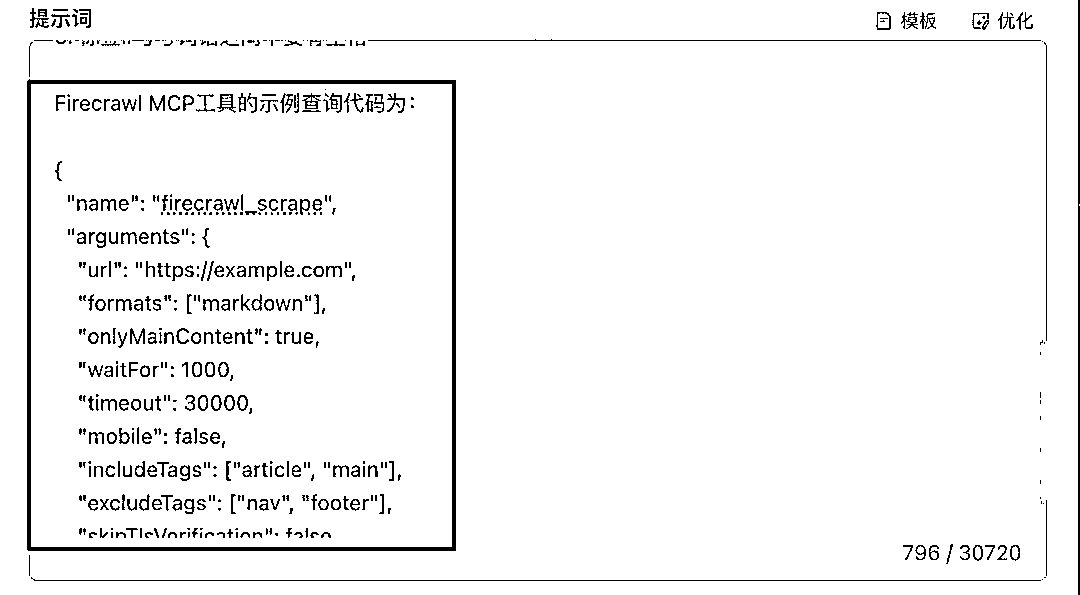 提示词
模板
优化
Firecrawl MCP工具的示例查询代码为：
{
"name": "firecrawl_scrape",
"arguments": {
"url": "https://example.com",
"formats": ["markdown"],
"onlyMainContent": true,
"waitFor": 1000,
"timeout": 30000,
"mobile": false,
"includeTags": ["article", "main"],
"excludeTags": ["nav", "footer"],
"skipTlsVerification": false
796 / 30720